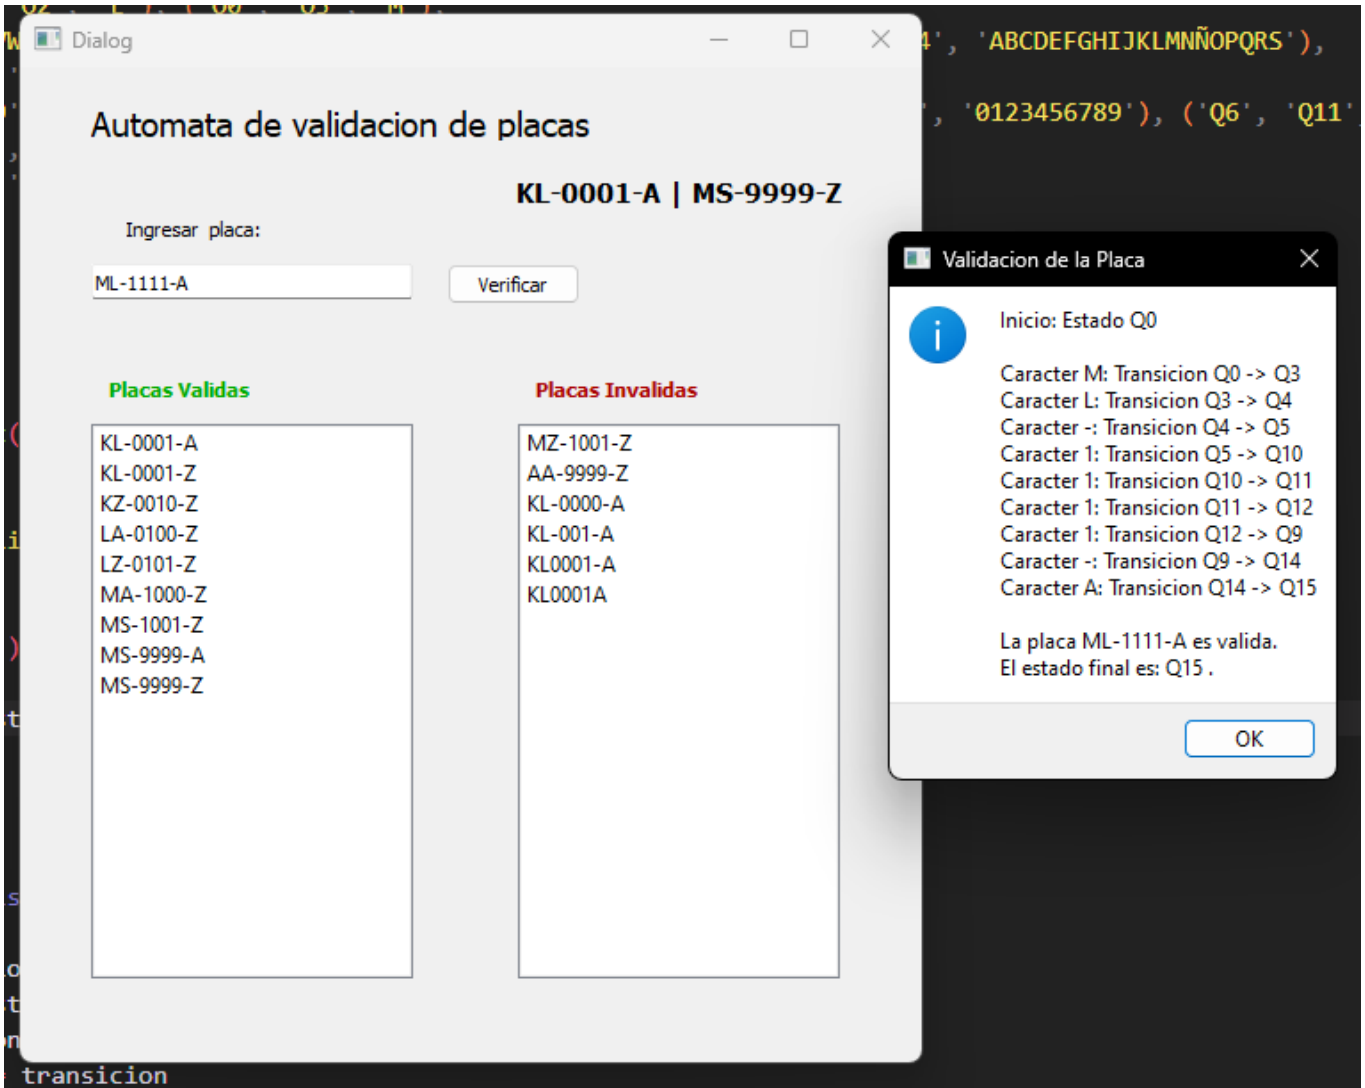 Q2', 'L'), ('Q0', 'Q3', 'M'),
Dialog
4', 'ABCDEFGHIJKLMNÑOPQRS'),
', '0123456789'), ('Q6', 'Q11'
Automata de validacion de placas
KL-0001-A | MS-9999-Z
Ingresar placa:
ML-1111-A
Verificar
Placas Validas
KL-0001-A
KL-0001-Z
KZ-0010-Z
LA-0100-Z
LZ-0101-Z
MA-1000-Z
MS-1001-Z
MS-9999-A
MS-9999-Z
Placas Invalidas
MZ-1001-Z
AA-9999-Z
KL-0000-A
KL-001-A
KL0001-A
KL0001A
Validacion de la Placa
Inicio: Estado Q0
Caracter M: Transicion Q0 -> Q3
Caracter L: Transicion Q3 -> Q4
Caracter -: Transicion Q4 -> Q5
Caracter 1: Transicion Q5 -> Q10
Caracter 1: Transicion Q10 -> Q11
Caracter 1: Transicion Q11 -> Q12
Caracter 1: Transicion Q12 -> Q9
Caracter -: Transicion Q9 -> Q14
Caracter A: Transicion Q14 -> Q15
La placa ML-1111-A es valida.
El estado final es: Q15 .
OK
transicion